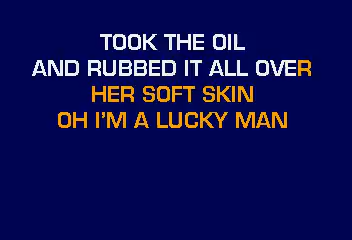 TOOK THE OIL
AND RUBBED IT ALL OVER
HER SOFT SKIN
OH I'M A LUCKY MAN